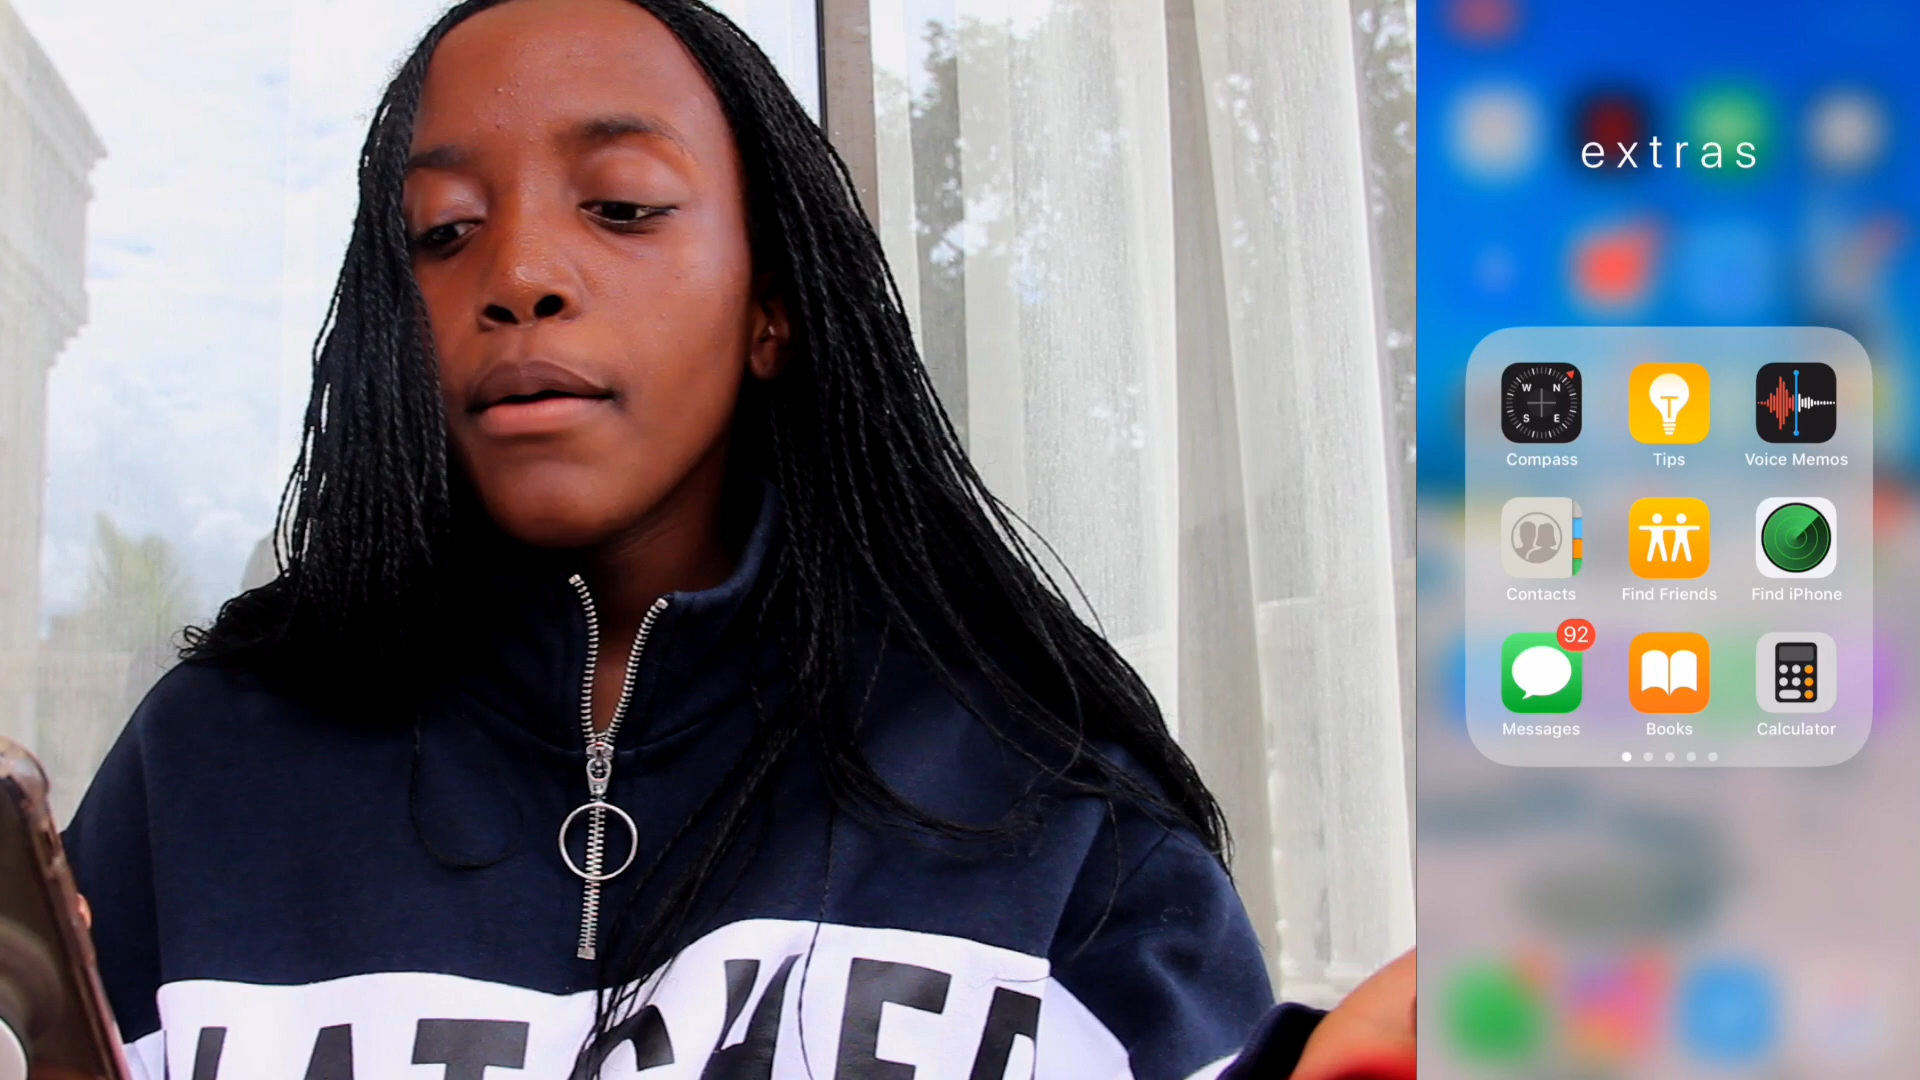 extras
W N
S E
Compass
Tips
Voice Memos
Contacts
Find Friends
Find iPhone
92
Messages
Books
Calculator